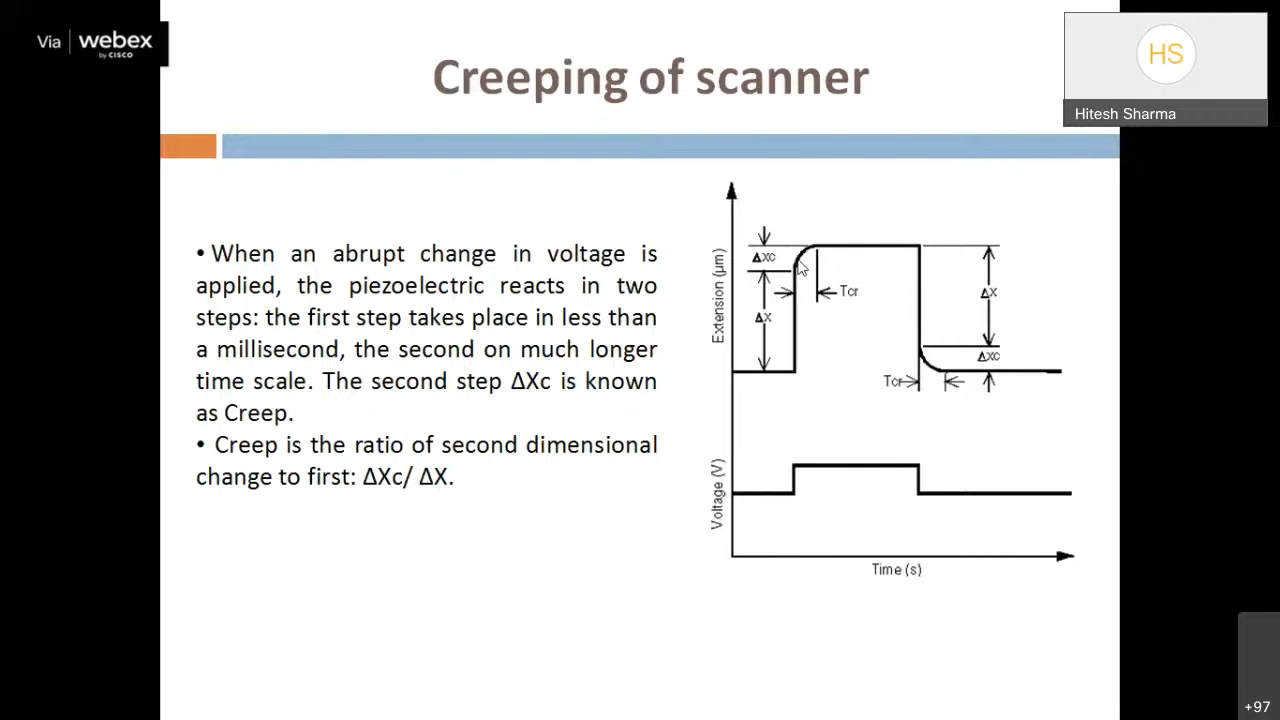 Via webex
by CISCO
Creeping of scanner
HS
Hitesh Sharma
• When an abrupt change in voltage is
applied, the piezoelectric reacts in two
steps: the first step takes place in less than
a millisecond, the second on much longer
time scale. The second step ΔXc is known
as Creep.
• Creep is the ratio of second dimensional
change to first: ΔXc/ ΔX.
Extension (µm)
ΔXc
ΔX
Tcr
ΔX
ΔXc
Tcr
Voltage (V)
Time (s)
+97